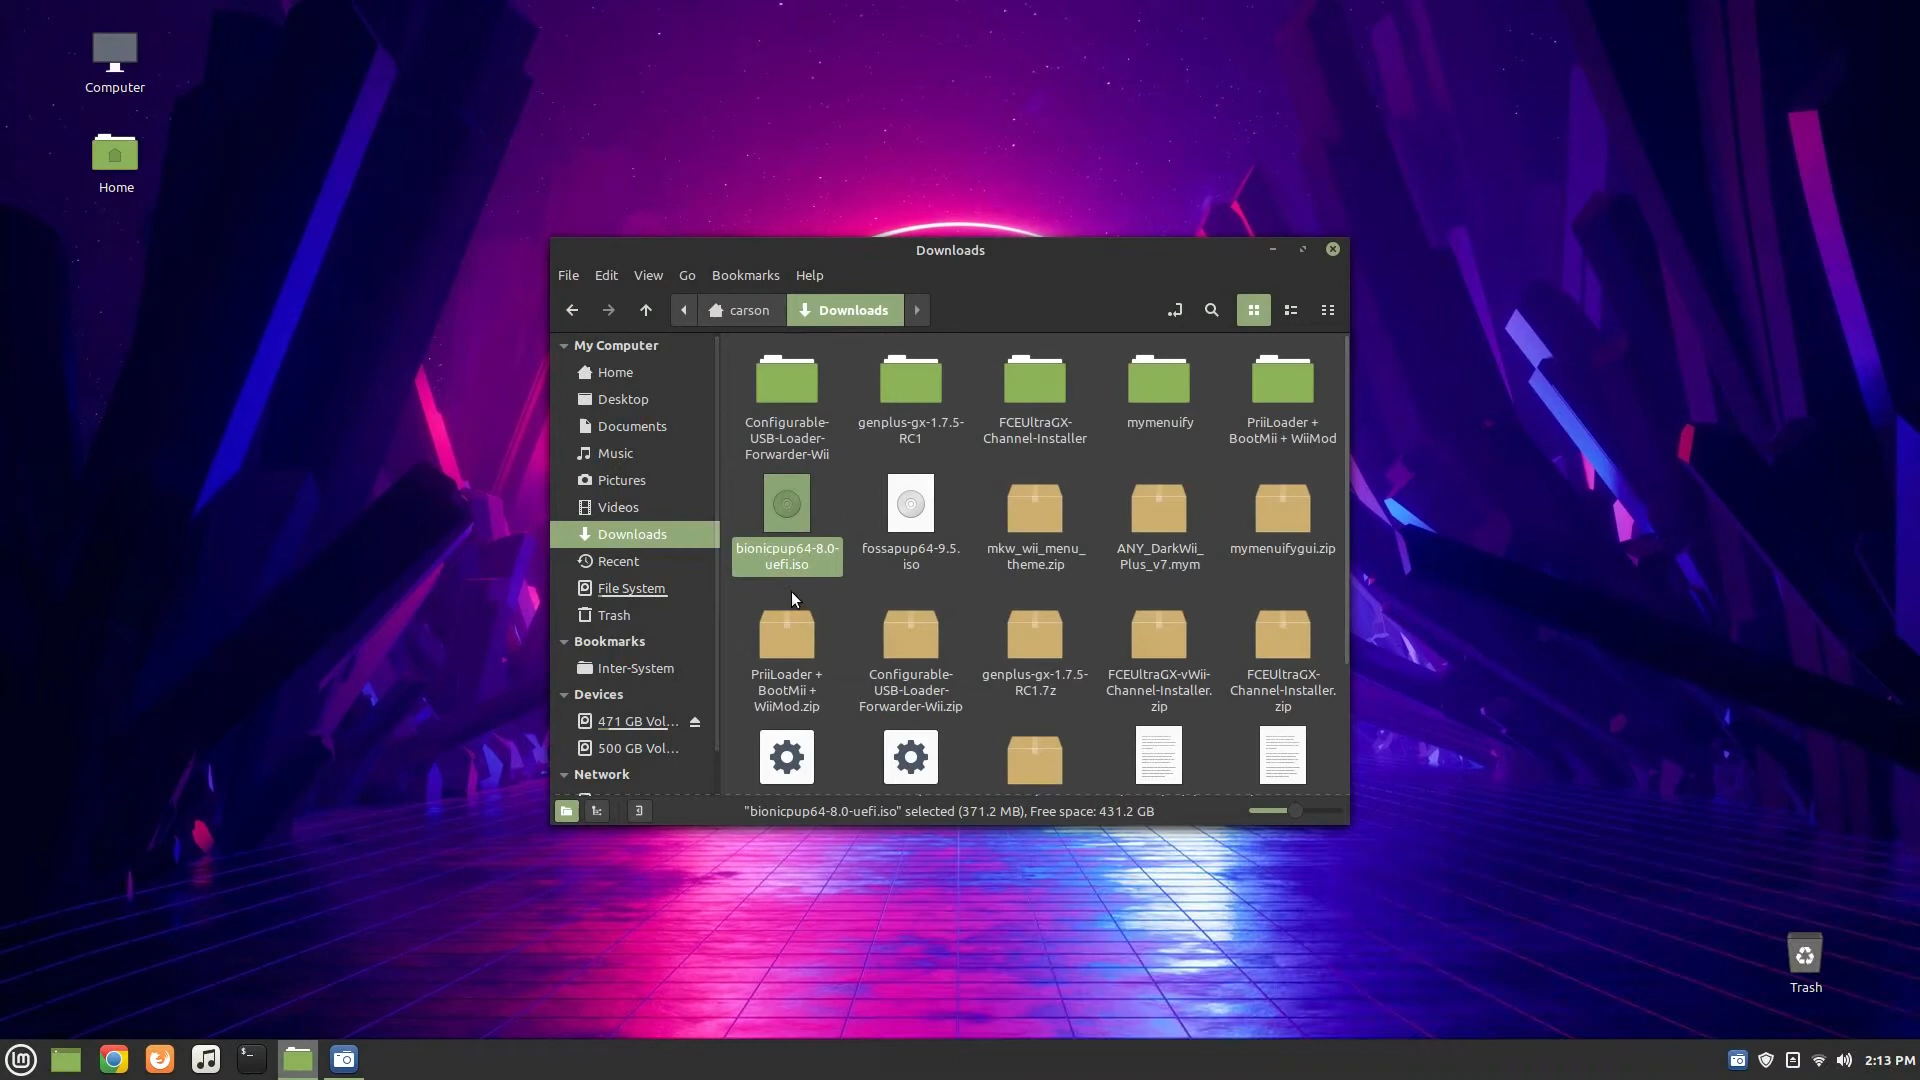 Computer
Home
Downloads
File Edit View Go Bookmarks Help
carson Downloads
My Computer
Home
Desktop
Documents
Music
Pictures
Videos
Downloads
Recent
File System
Trash
Bookmarks
Inter-System
Devices
471 GB Vol...
500 GB Vol...
Network
Configurable-
USB-Loader-
Forwarder-Wii
genplus-gx-1.7.5-
RC1
FCEUltraGX-
Channel-Installer
mymenuify
PriiLoader +
BootMii + WiiMod
bionicpup64-8.0-
uefi.iso
fossapup64-9.5.
iso
mkw_wii_menu_
theme.zip
ANY_DarkWii_
Plus_v7.mym
mymenuifygui.zip
PriiLoader +
BootMii +
WiiMod.zip
Configurable-
USB-Loader-
Forwarder-Wii.zip
genplus-gx-1.7.5-
RC1.7z
FCEUltraGX-vWii-
Channel-Installer.
zip
FCEUltraGX-
Channel-Installer.
zip
"bionicpup64-8.0-uefi.iso" selected (371.2 MB), Free space: 431.2 GB
Trash
lm
$_
2:13 PM